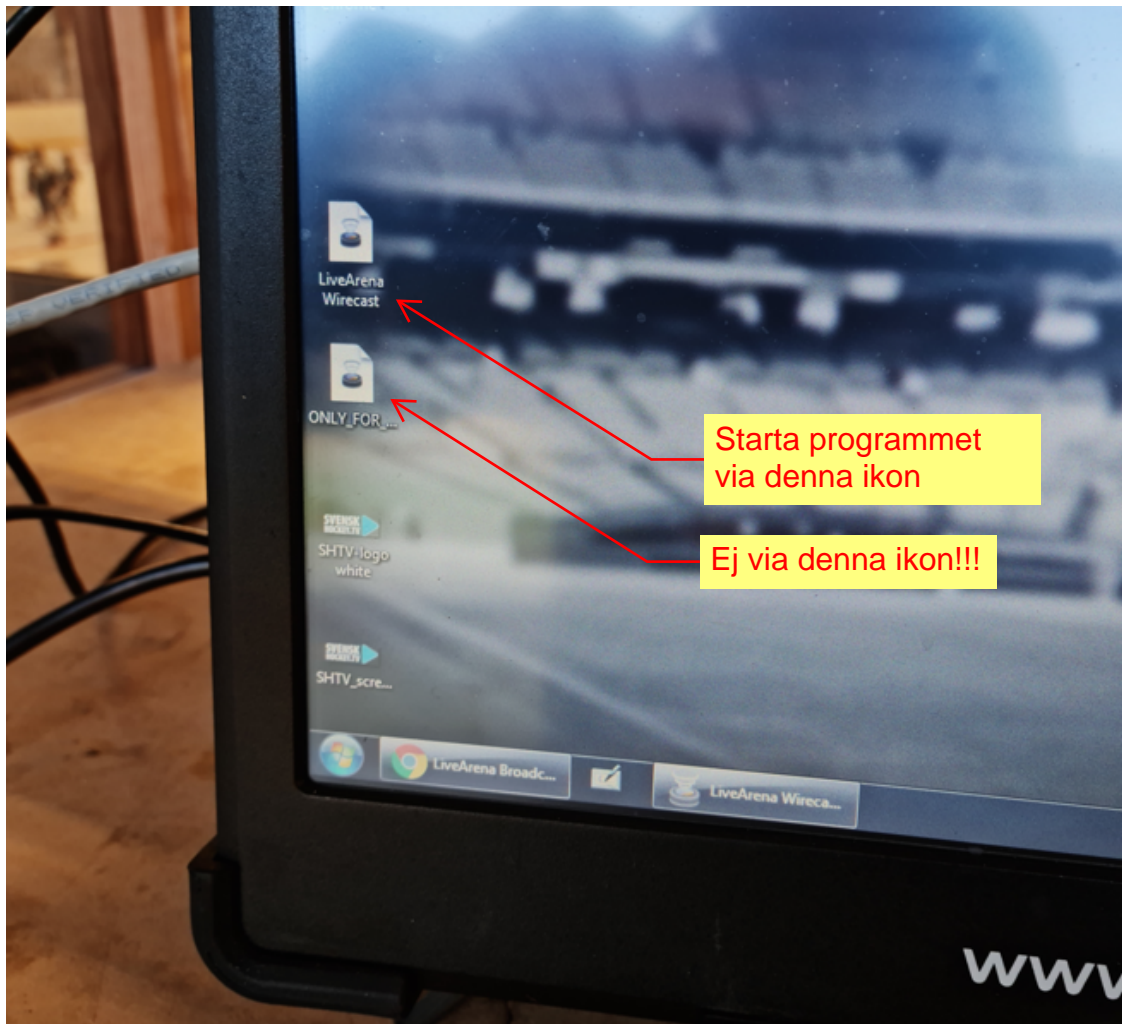 LiveArena
Wirecast
ONLY_FOR_...
Starta programmet
via denna ikon
Ej via denna ikon!!!
SVENSK
HOCKEY.TV
SHTV-logo
white
SVENSK
HOCKEY.TV
SHTV_scre...
LiveArena Broadc...
LiveArena Wireca...
www